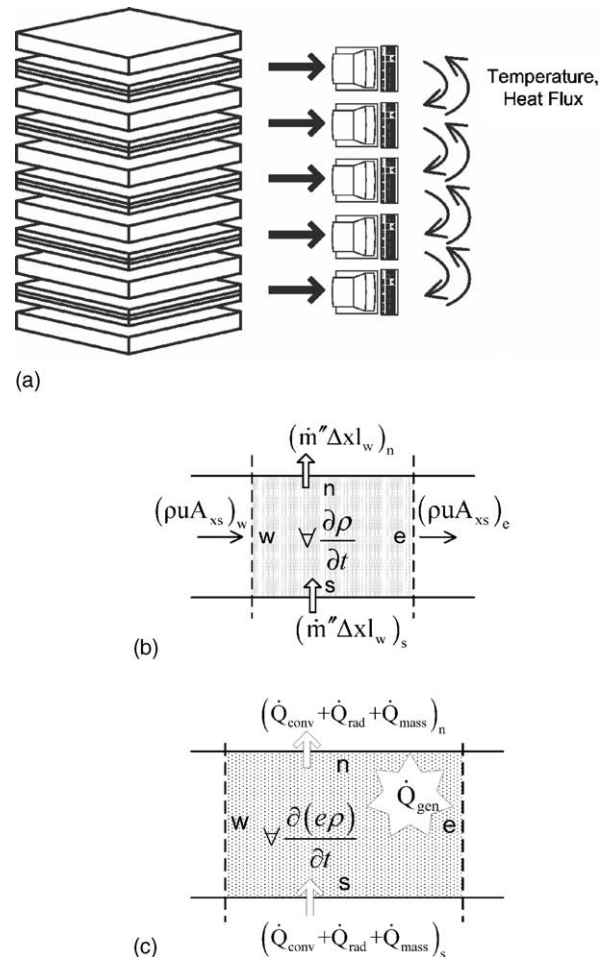 Temperature,
Heat Flux
(a)
(ṁ″Δxl_w)_n
(ρuA_xs)_w
(ρuA_xs)_e
n
w
∀ ∂ρ/∂t
e
s
(ṁ″Δxl_w)_s
(b)
(Q̇_conv+Q̇_rad+Q̇_mass)_n
n
Q̇_gen
w
∀ ∂(eρ)/∂t
e
s
(Q̇_conv+Q̇_rad+Q̇_mass)_s
(c)